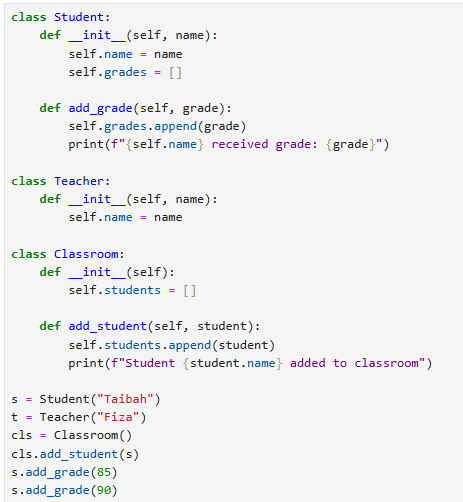 class Student:
    def __init__(self, name):
        self.name = name
        self.grades = []

    def add_grade(self, grade):
        self.grades.append(grade)
        print(f"{self.name} received grade: {grade}")

class Teacher:
    def __init__(self, name):
        self.name = name

class Classroom:
    def __init__(self):
        self.students = []

    def add_student(self, student):
        self.students.append(student)
        print(f"Student {student.name} added to classroom")

s = Student("Taibah")
t = Teacher("Fiza")
cls = Classroom()
cls.add_student(s)
s.add_grade(85)
s.add_grade(90)